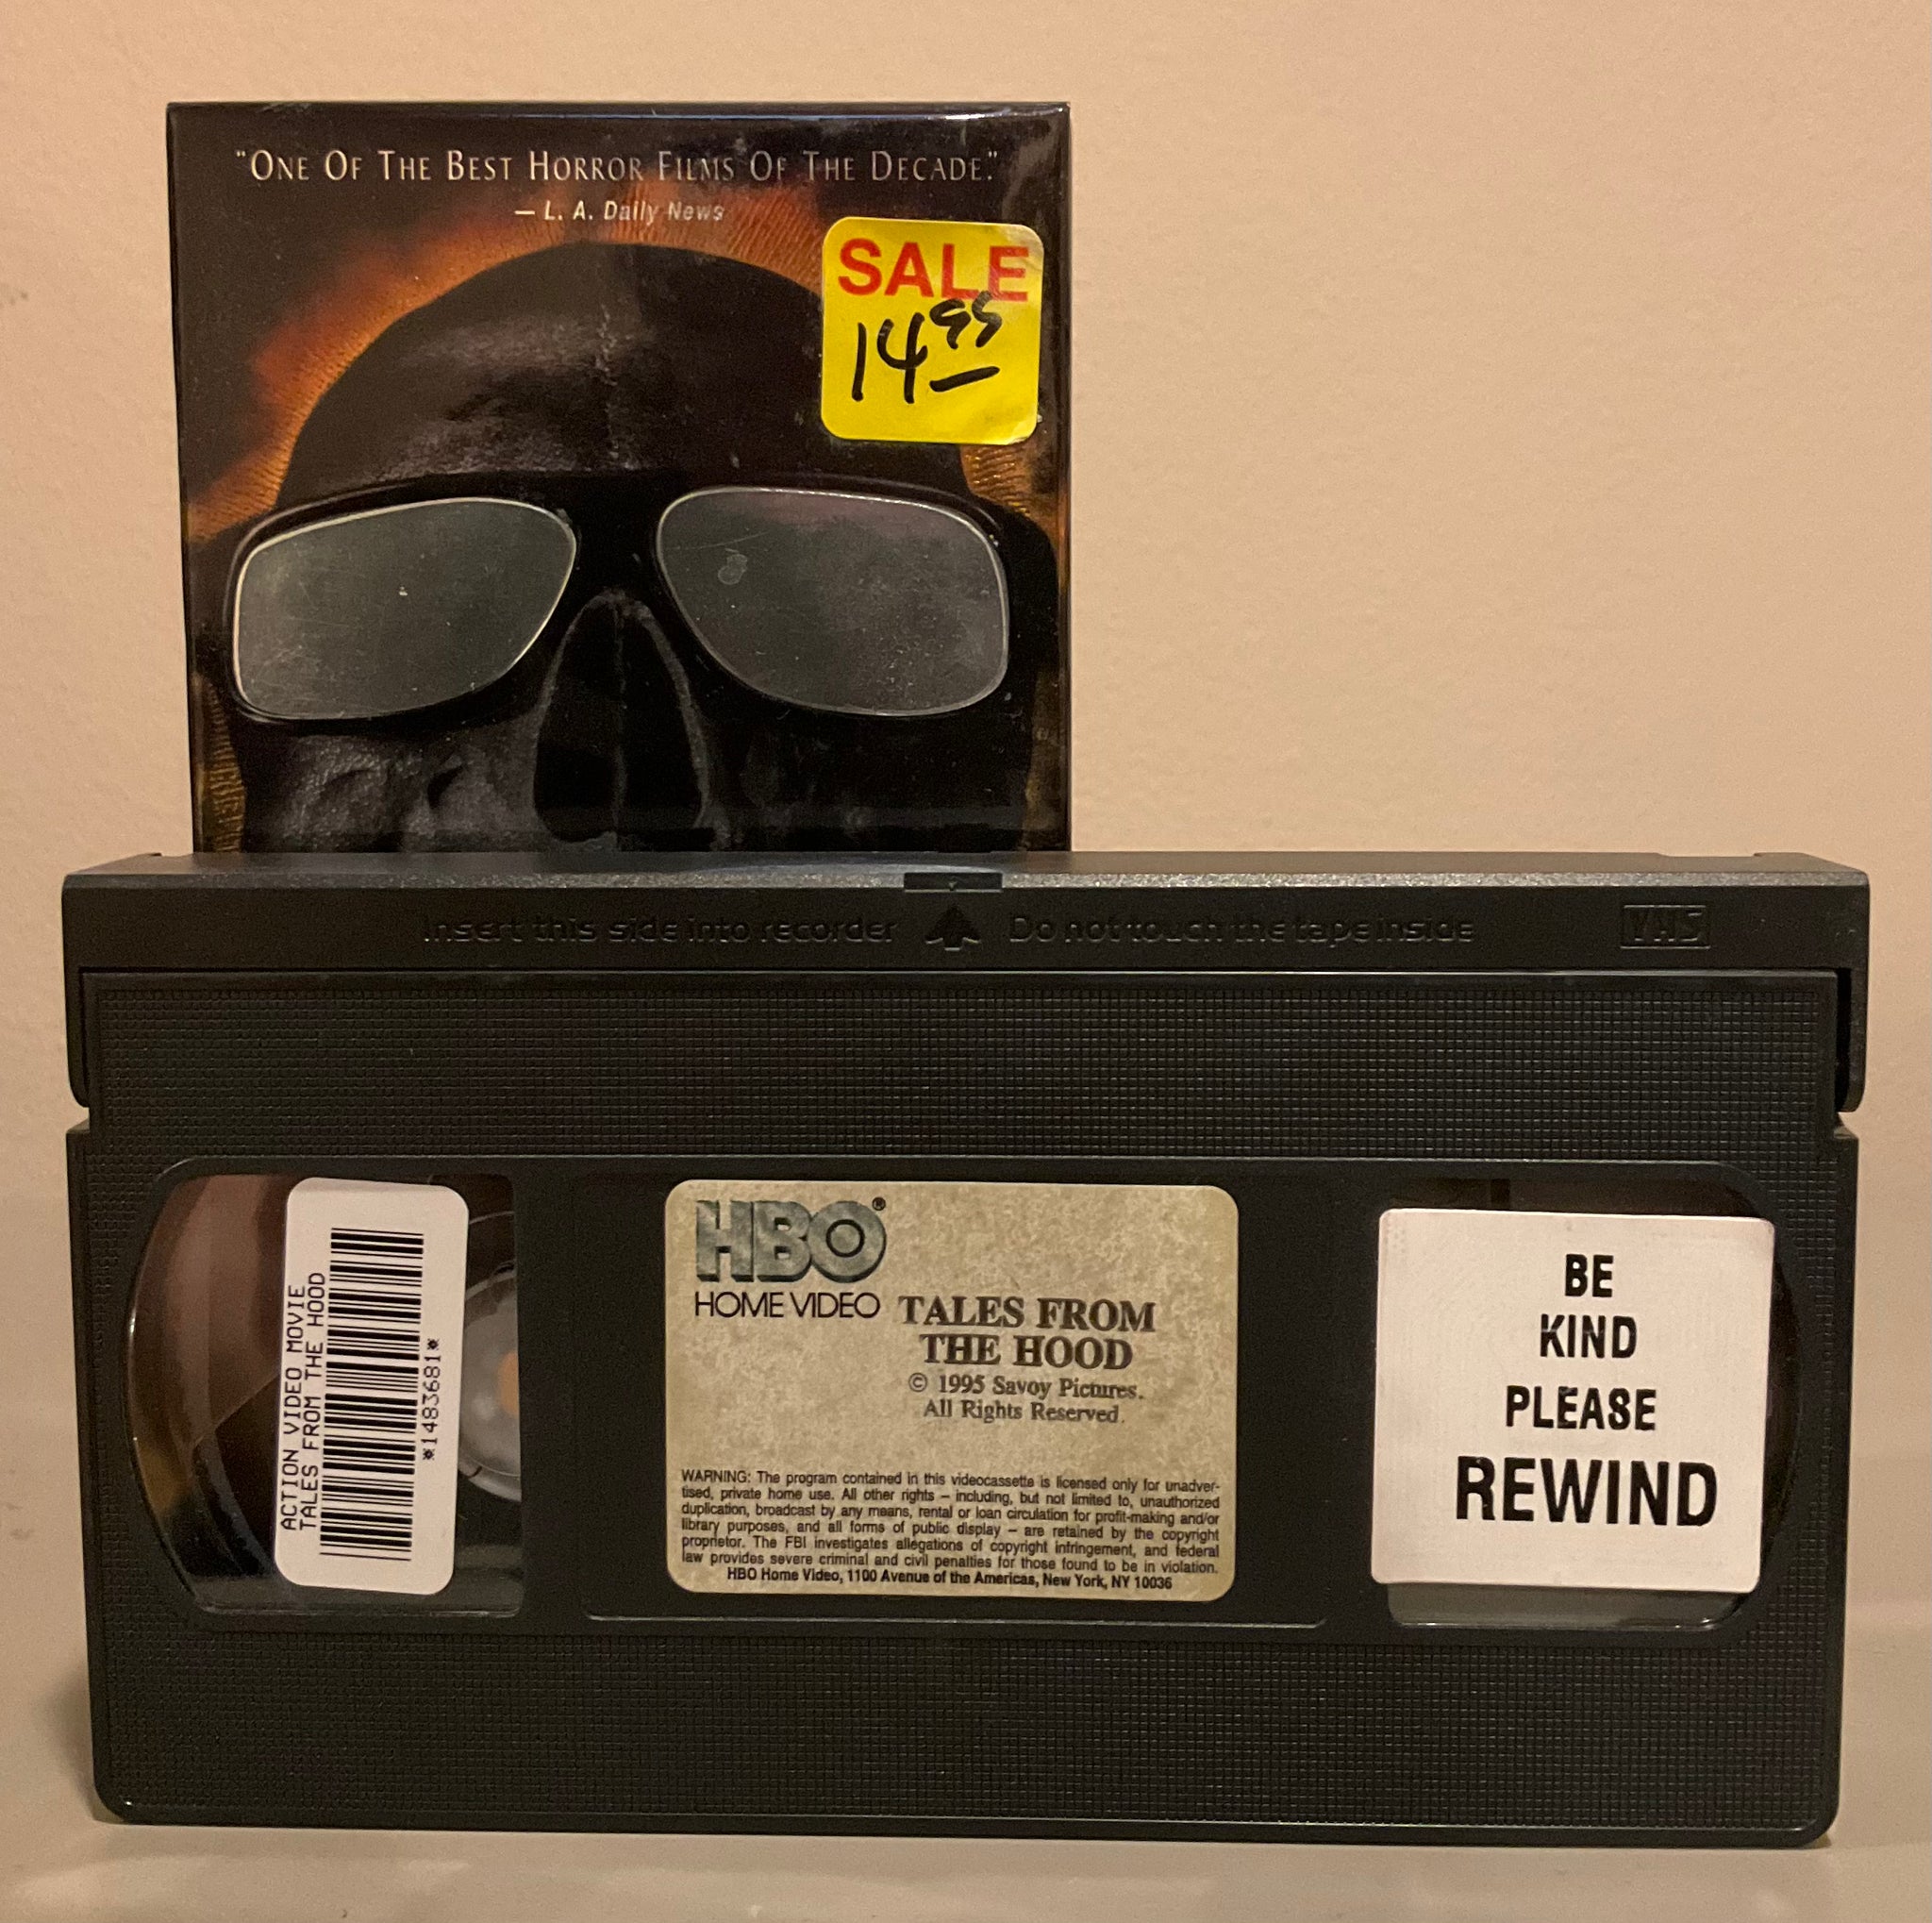 "ONE OF THE BEST HORROR FILMS OF THE DECADE."
— L. A. Daily News
SALE
14 95
Insert this side into recorder Do not touch the tape inside VHS
ACTION VIDEO MOVIE
TALES FROM THE HOOD
*1483681*
HBO®
HOME VIDEO
TALES FROM
THE HOOD
© 1995 Savoy Pictures.
All Rights Reserved.
WARNING: The program contained in this videocassette is licensed only for unadver-
tised, private home use. All other rights – including, but not limited to, unauthorized
duplication, broadcast by any means, rental or loan circulation for profit-making and/or
library purposes, and all forms of public display – are retained by the copyright
proprietor. The FBI investigates allegations of copyright infringement, and federal
law provides severe criminal and civil penalties for those found to be in violation.
HBO Home Video, 1100 Avenue of the Americas, New York, NY 10036
BE
KIND
PLEASE
REWIND